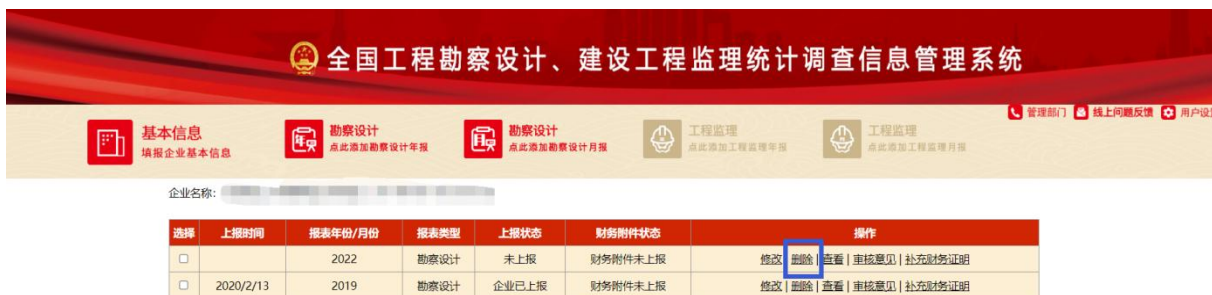 全国工程勘察设计、建设工程监理统计调查信息管理系统
管理部门 线上问题反馈 用户设
基本信息
填报企业基本信息
年报
勘察设计
点此添加勘察设计年报
月报
勘察设计
点此添加勘察设计月报
工程监理
点此添加工程监理年报
工程监理
点此添加工程监理月报
企业名称:
选择 上报时间 报表年份/月份 报表类型 上报状态 财务附件状态 操作
2022 勘察设计 未上报 财务附件未上报 修改 | 删除 | 查看 | 审核意见 | 补充财务证明
2020/2/13 2019 勘察设计 企业已上报 财务附件未上报 修改 | 删除 | 查看 | 审核意见 | 补充财务证明